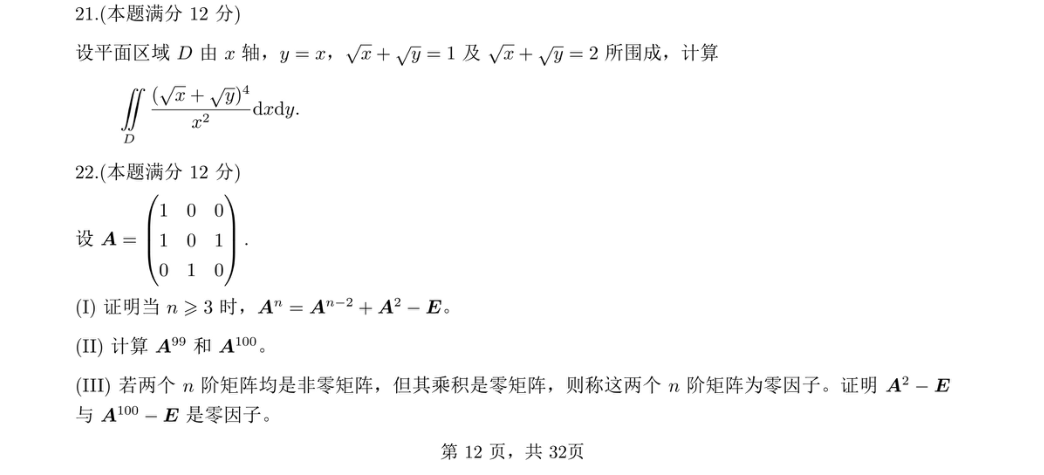 21.(本题满分 12 分)
设平面区域 D 由 x 轴，y = x，√x + √y = 1 及 √x + √y = 2 所围成，计算
∬_D (√x + √y)^4 / x^2 dxdy.
22.(本题满分 12 分)
设 A = 
(1 0 0
1 0 1
0 1 0) .
(I) 证明当 n ⩾ 3 时，A^n = A^{n−2} + A^2 − E。
(II) 计算 A^99 和 A^100。
(III) 若两个 n 阶矩阵均是非零矩阵，但其乘积是零矩阵，则称这两个 n 阶矩阵为零因子。证明 A^2 − E
与 A^100 − E 是零因子。
第 12 页，共 32页